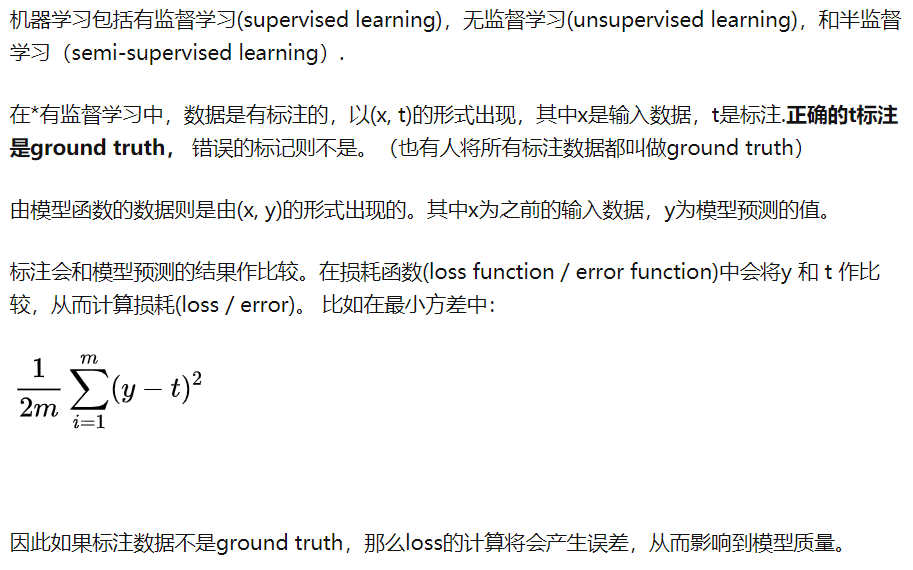 机器学习包括有监督学习(supervised learning)，无监督学习(unsupervised learning)，和半监督
学习（semi-supervised learning）.
在*有监督学习中，数据是有标注的，以(x, t)的形式出现，其中x是输入数据，t是标注.正确的t标注
是ground truth， 错误的标记则不是。（也有人将所有标注数据都叫做ground truth）
由模型函数的数据则是由(x, y)的形式出现的。其中x为之前的输入数据，y为模型预测的值。
标注会和模型预测的结果作比较。在损耗函数(loss function / error function)中会将y 和 t 作比
较，从而计算损耗(loss / error)。 比如在最小方差中：
\frac{1}{2m} \sum_{i=1}^{m} (y - t)^2
因此如果标注数据不是ground truth，那么loss的计算将会产生误差，从而影响到模型质量。